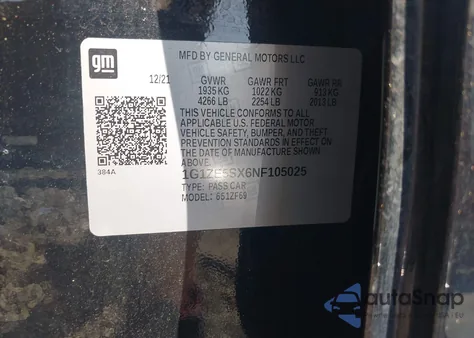 gm
MFD BY GENERAL MOTORS LLC
12/21 GVWR GAWR FRT GAWR RR
1935 KG 1022 KG 913 KG
4266 LB 2254 LB 2013 LB
THIS VEHICLE CONFORMS TO ALL
APPLICABLE U.S. FEDERAL MOTOR
VEHICLE SAFETY, BUMPER, AND THEFT
PREVENTION STANDARDS IN EFFECT
ON THE DATE OF MANUFACTURE SHOWN ABOVE.
384A
TYPE: PASS CAR
MODEL:
autoSnap